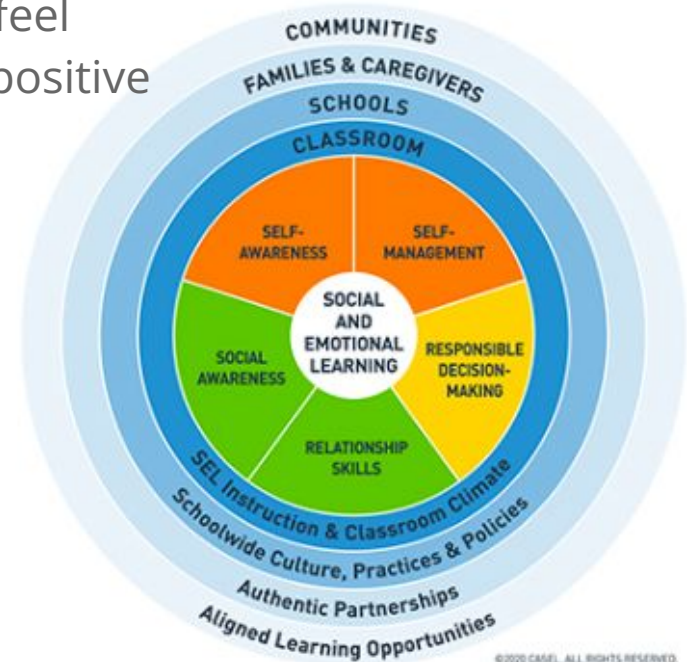 feel
positive
COMMUNITIES
FAMILIES & CAREGIVERS
SCHOOLS
CLASSROOM
SELF-
AWARENESS
SELF-
MANAGEMENT
SOCIAL
AND
EMOTIONAL
LEARNING
SOCIAL
AWARENESS
RESPONSIBLE
DECISION-
MAKING
RELATIONSHIP
SKILLS
SEL Instruction & Classroom Climate
Schoolwide Culture, Practices & Policies
Authentic Partnerships
Aligned Learning Opportunities
©2020 CASEL. ALL RIGHTS RESERVED.